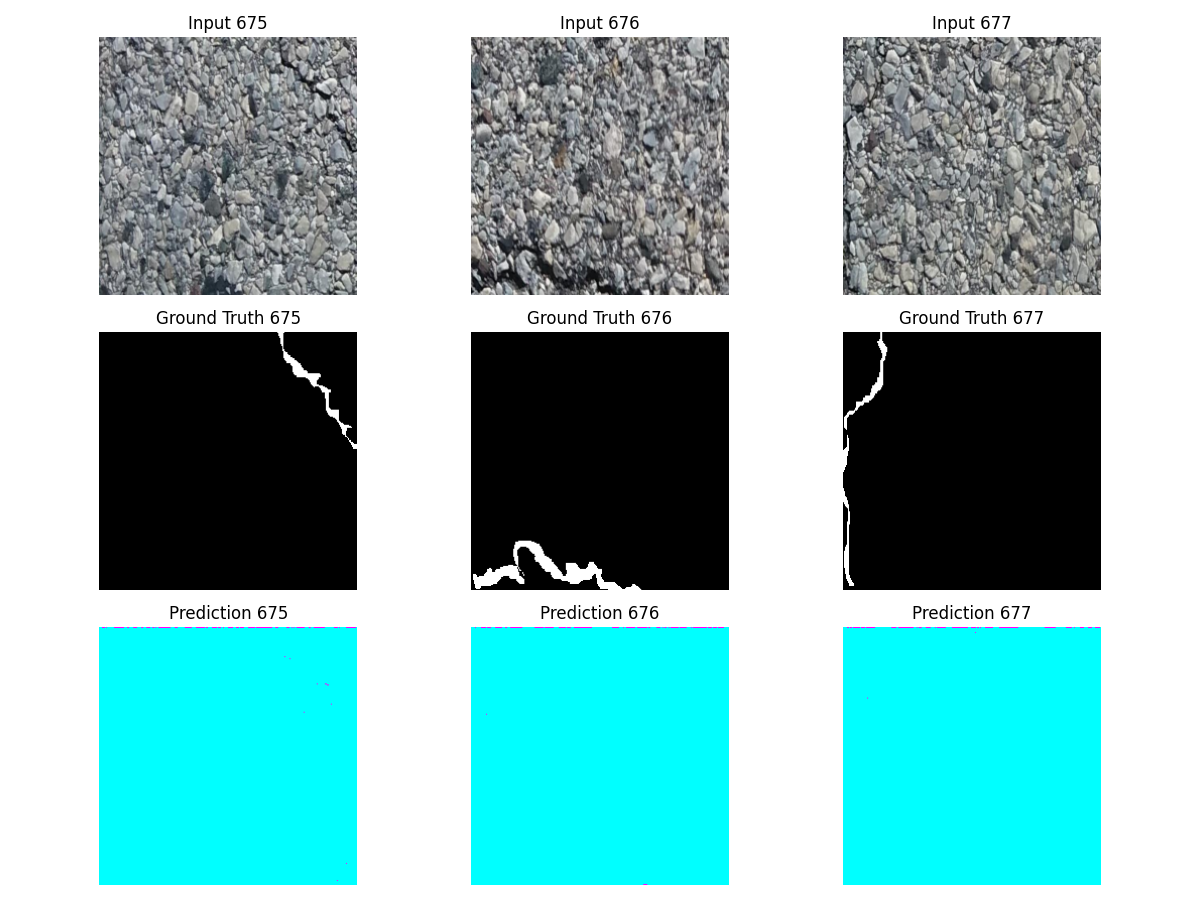 Input 675
Input 676
Input 677
Ground Truth 675
Ground Truth 676
Ground Truth 677
Prediction 675
Prediction 676
Prediction 677